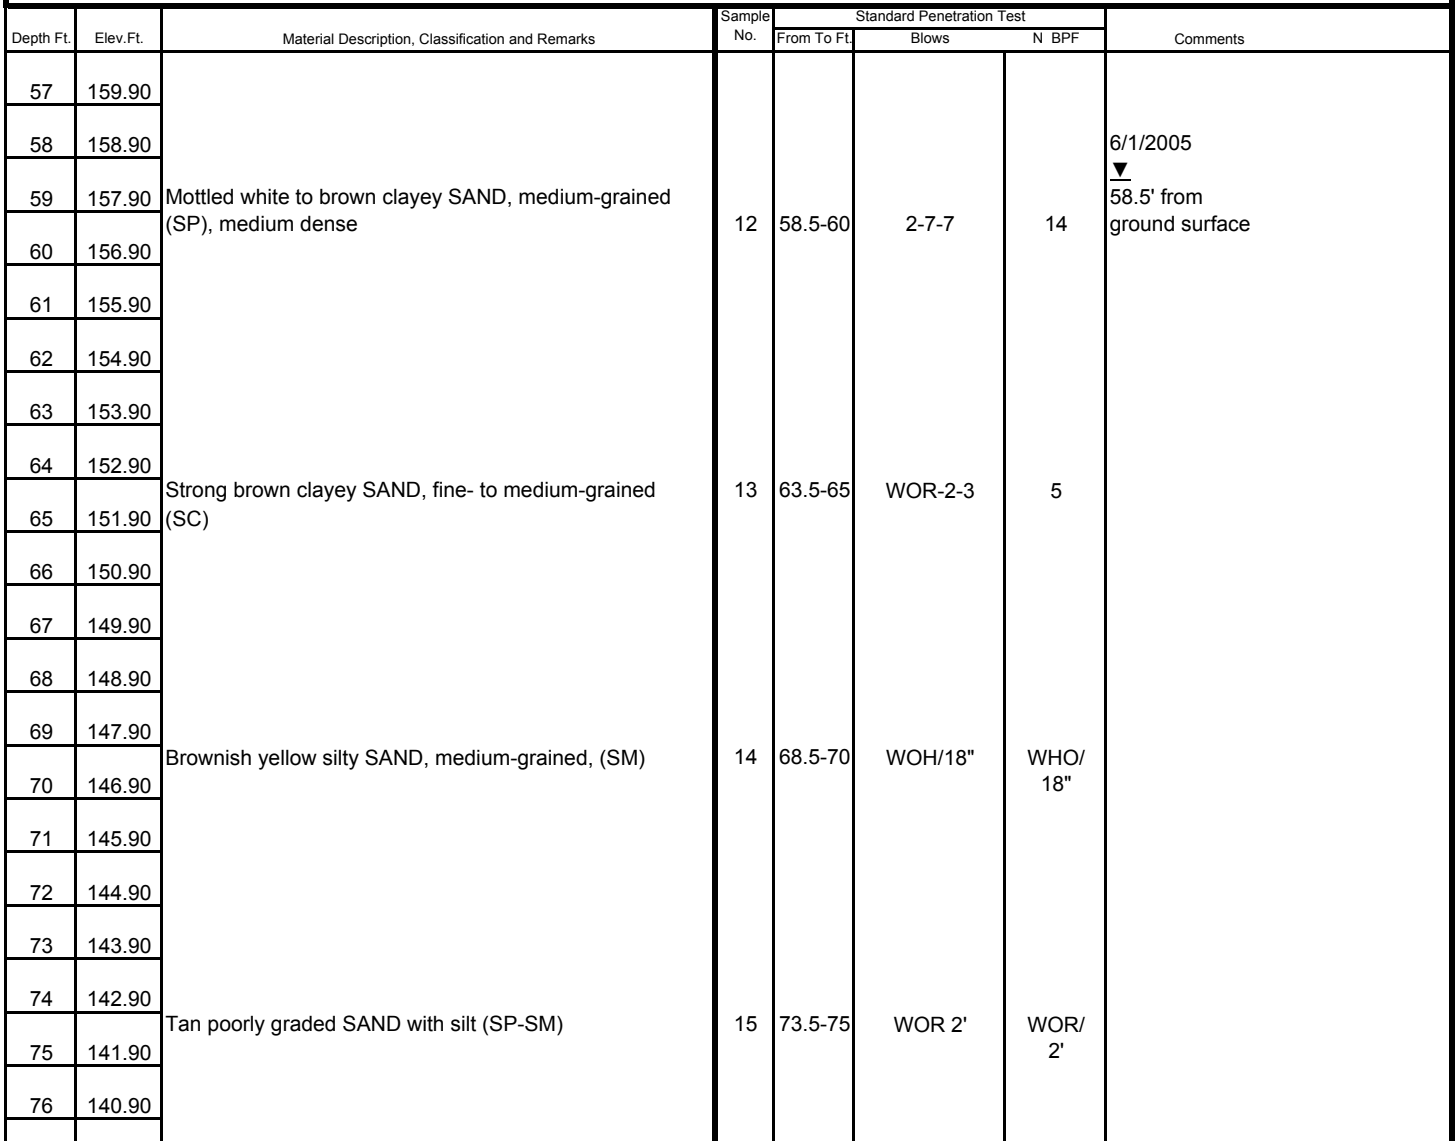 Sample Standard Penetration Test
Depth Ft. Elev.Ft. Material Description, Classification and Remarks No. From To Ft. Blows N BPF Comments
57 159.90
58 158.90 6/1/2005
▼
59 157.90 Mottled white to brown clayey SAND, medium-grained 58.5' from
(SP), medium dense 12 58.5-60 2-7-7 14 ground surface
60 156.90
61 155.90
62 154.90
63 153.90
64 152.90
Strong brown clayey SAND, fine- to medium-grained 13 63.5-65 WOR-2-3 5
65 151.90 (SC)
66 150.90
67 149.90
68 148.90
69 147.90
Brownish yellow silty SAND, medium-grained, (SM) 14 68.5-70 WOH/18" WHO/
70 146.90 18"
71 145.90
72 144.90
73 143.90
74 142.90
Tan poorly graded SAND with silt (SP-SM) 15 73.5-75 WOR 2' WOR/
75 141.90 2'
76 140.90